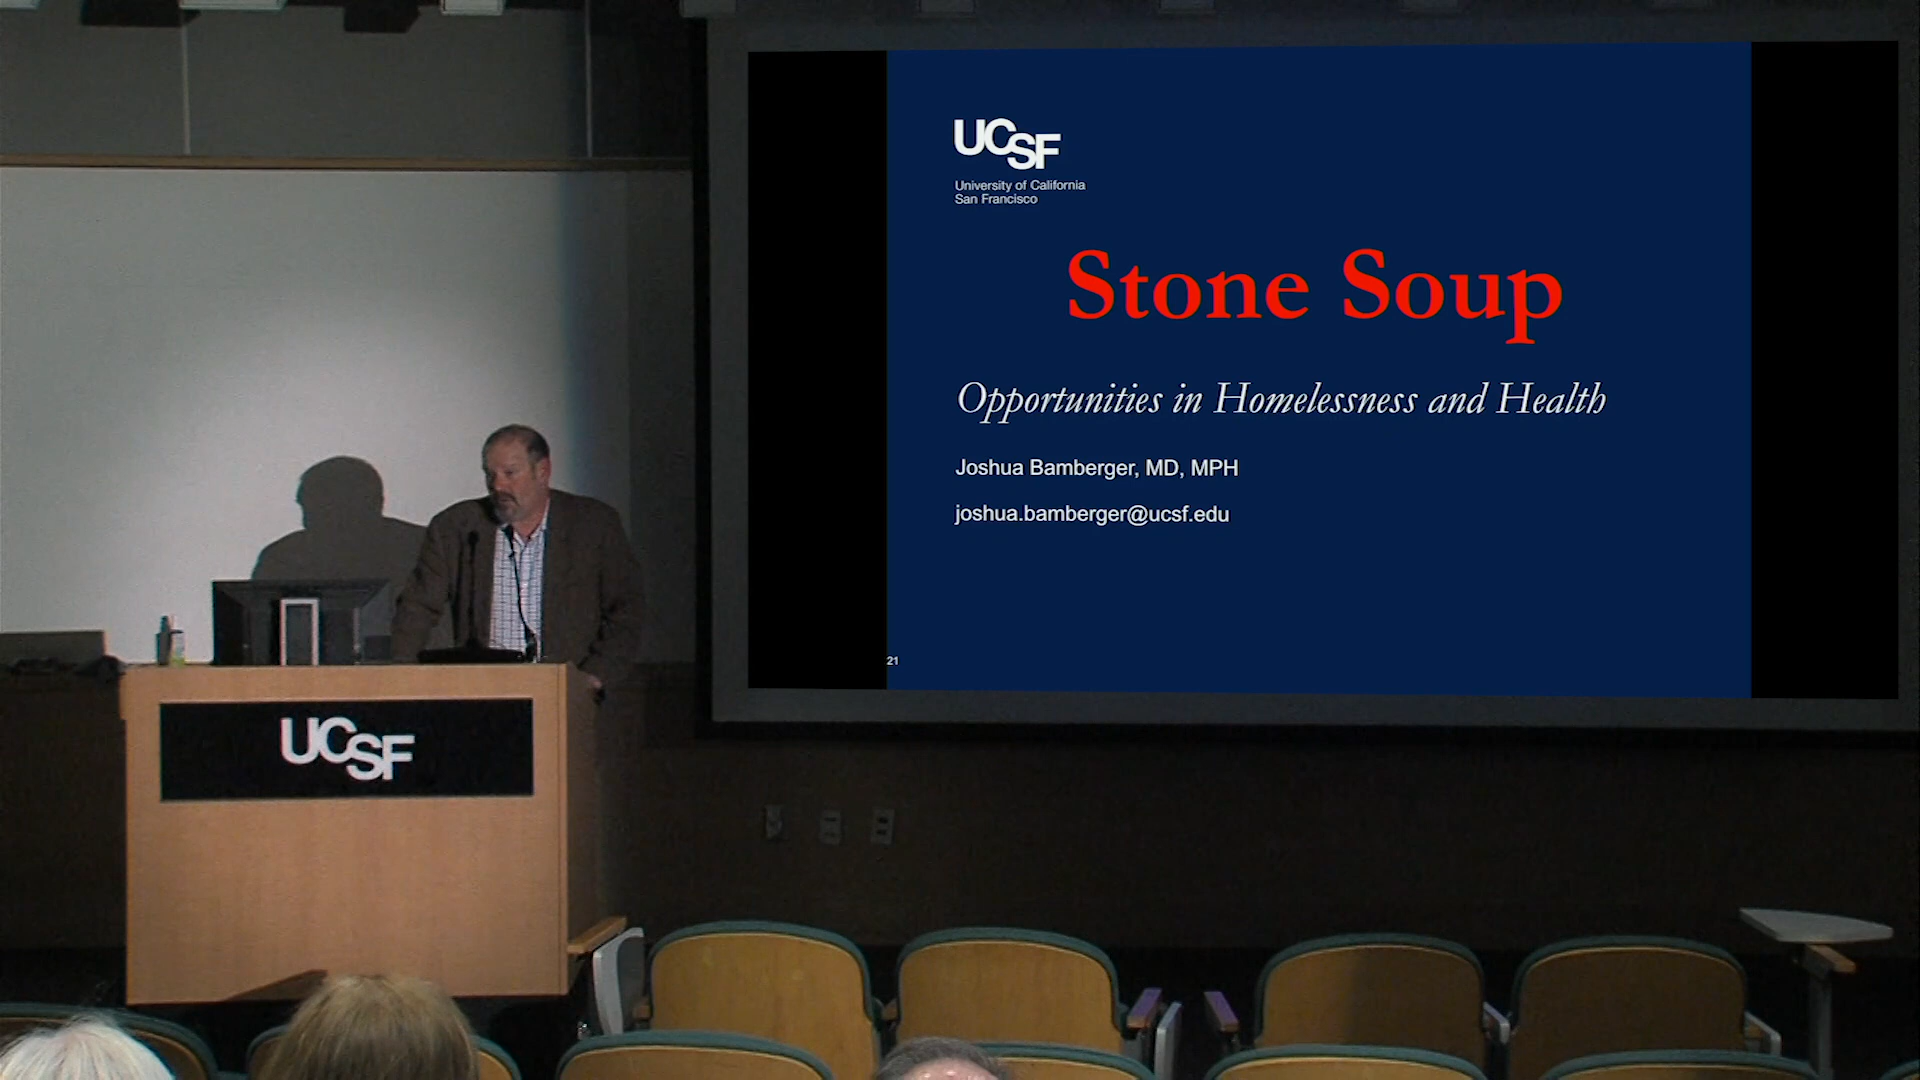 UCSF
University of California
San Francisco
Stone Soup
Opportunities in Homelessness and Health
Joshua Bamberger, MD, MPH
joshua.bamberger@ucsf.edu
21
UCSF